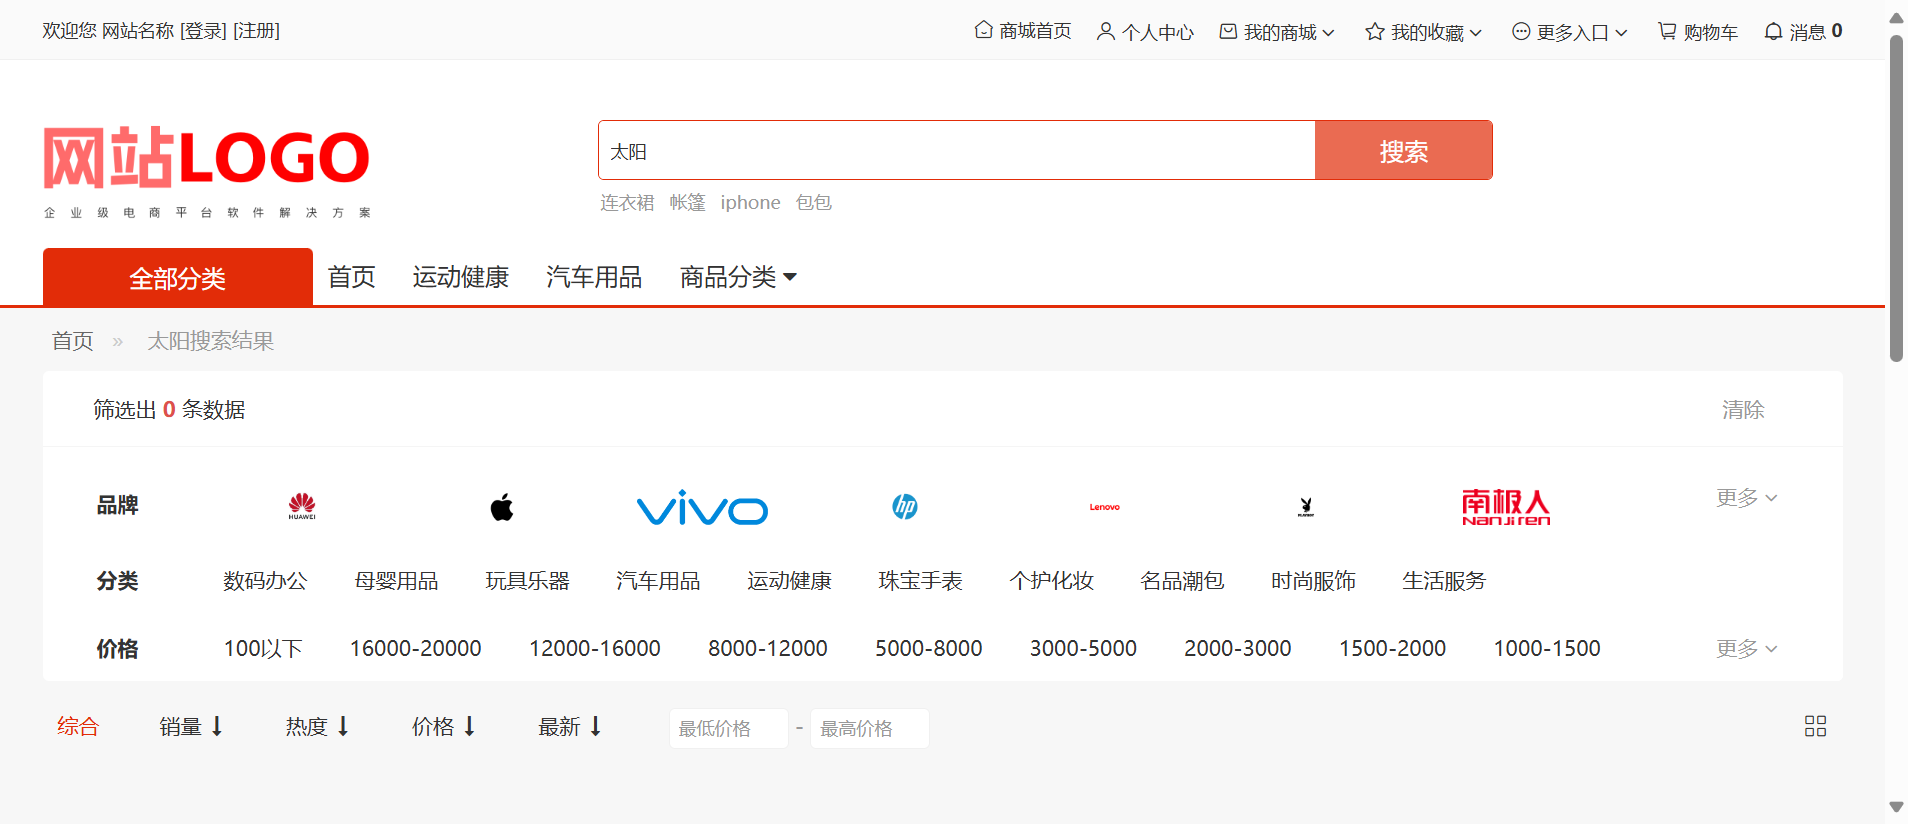 欢迎您 网站名称 [登录] [注册] 商城首页 个人中心 我的商城 我的收藏 更多入口 购物车 消息 0
网站LOGO
企业级电商平台软件解决方案
太阳 搜索
连衣裙 帐篷 iphone 包包
全部分类 首页 运动健康 汽车用品 商品分类
首页 » 太阳搜索结果
筛选出 0 条数据 清除
品牌 HUAWEI vivo hp Lenovo PLAYBOY 南极人 Nanjiren 更多
分类 数码办公 母婴用品 玩具乐器 汽车用品 运动健康 珠宝手表 个护化妆 名品潮包 时尚服饰 生活服务
价格 100以下 16000-20000 12000-16000 8000-12000 5000-8000 3000-5000 2000-3000 1500-2000 1000-1500 更多
综合 销量 热度 价格 最新 最低价格 - 最高价格